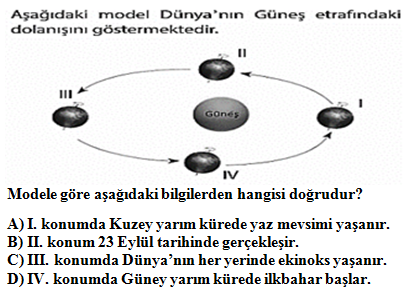 Aşağıdaki model Dünya'nın Güneş etrafındaki
dolanışını göstermektedir.
II
III
I
Güneş
IV
Modele göre aşağıdaki bilgilerden hangisi doğrudur?
A) I. konumda Kuzey yarım kürede yaz mevsimi yaşanır.
B) II. konum 23 Eylül tarihinde gerçekleşir.
C) III. konumda Dünya'nın her yerinde ekinoks yaşanır.
D) IV. konumda Güney yarım kürede ilkbahar başlar.